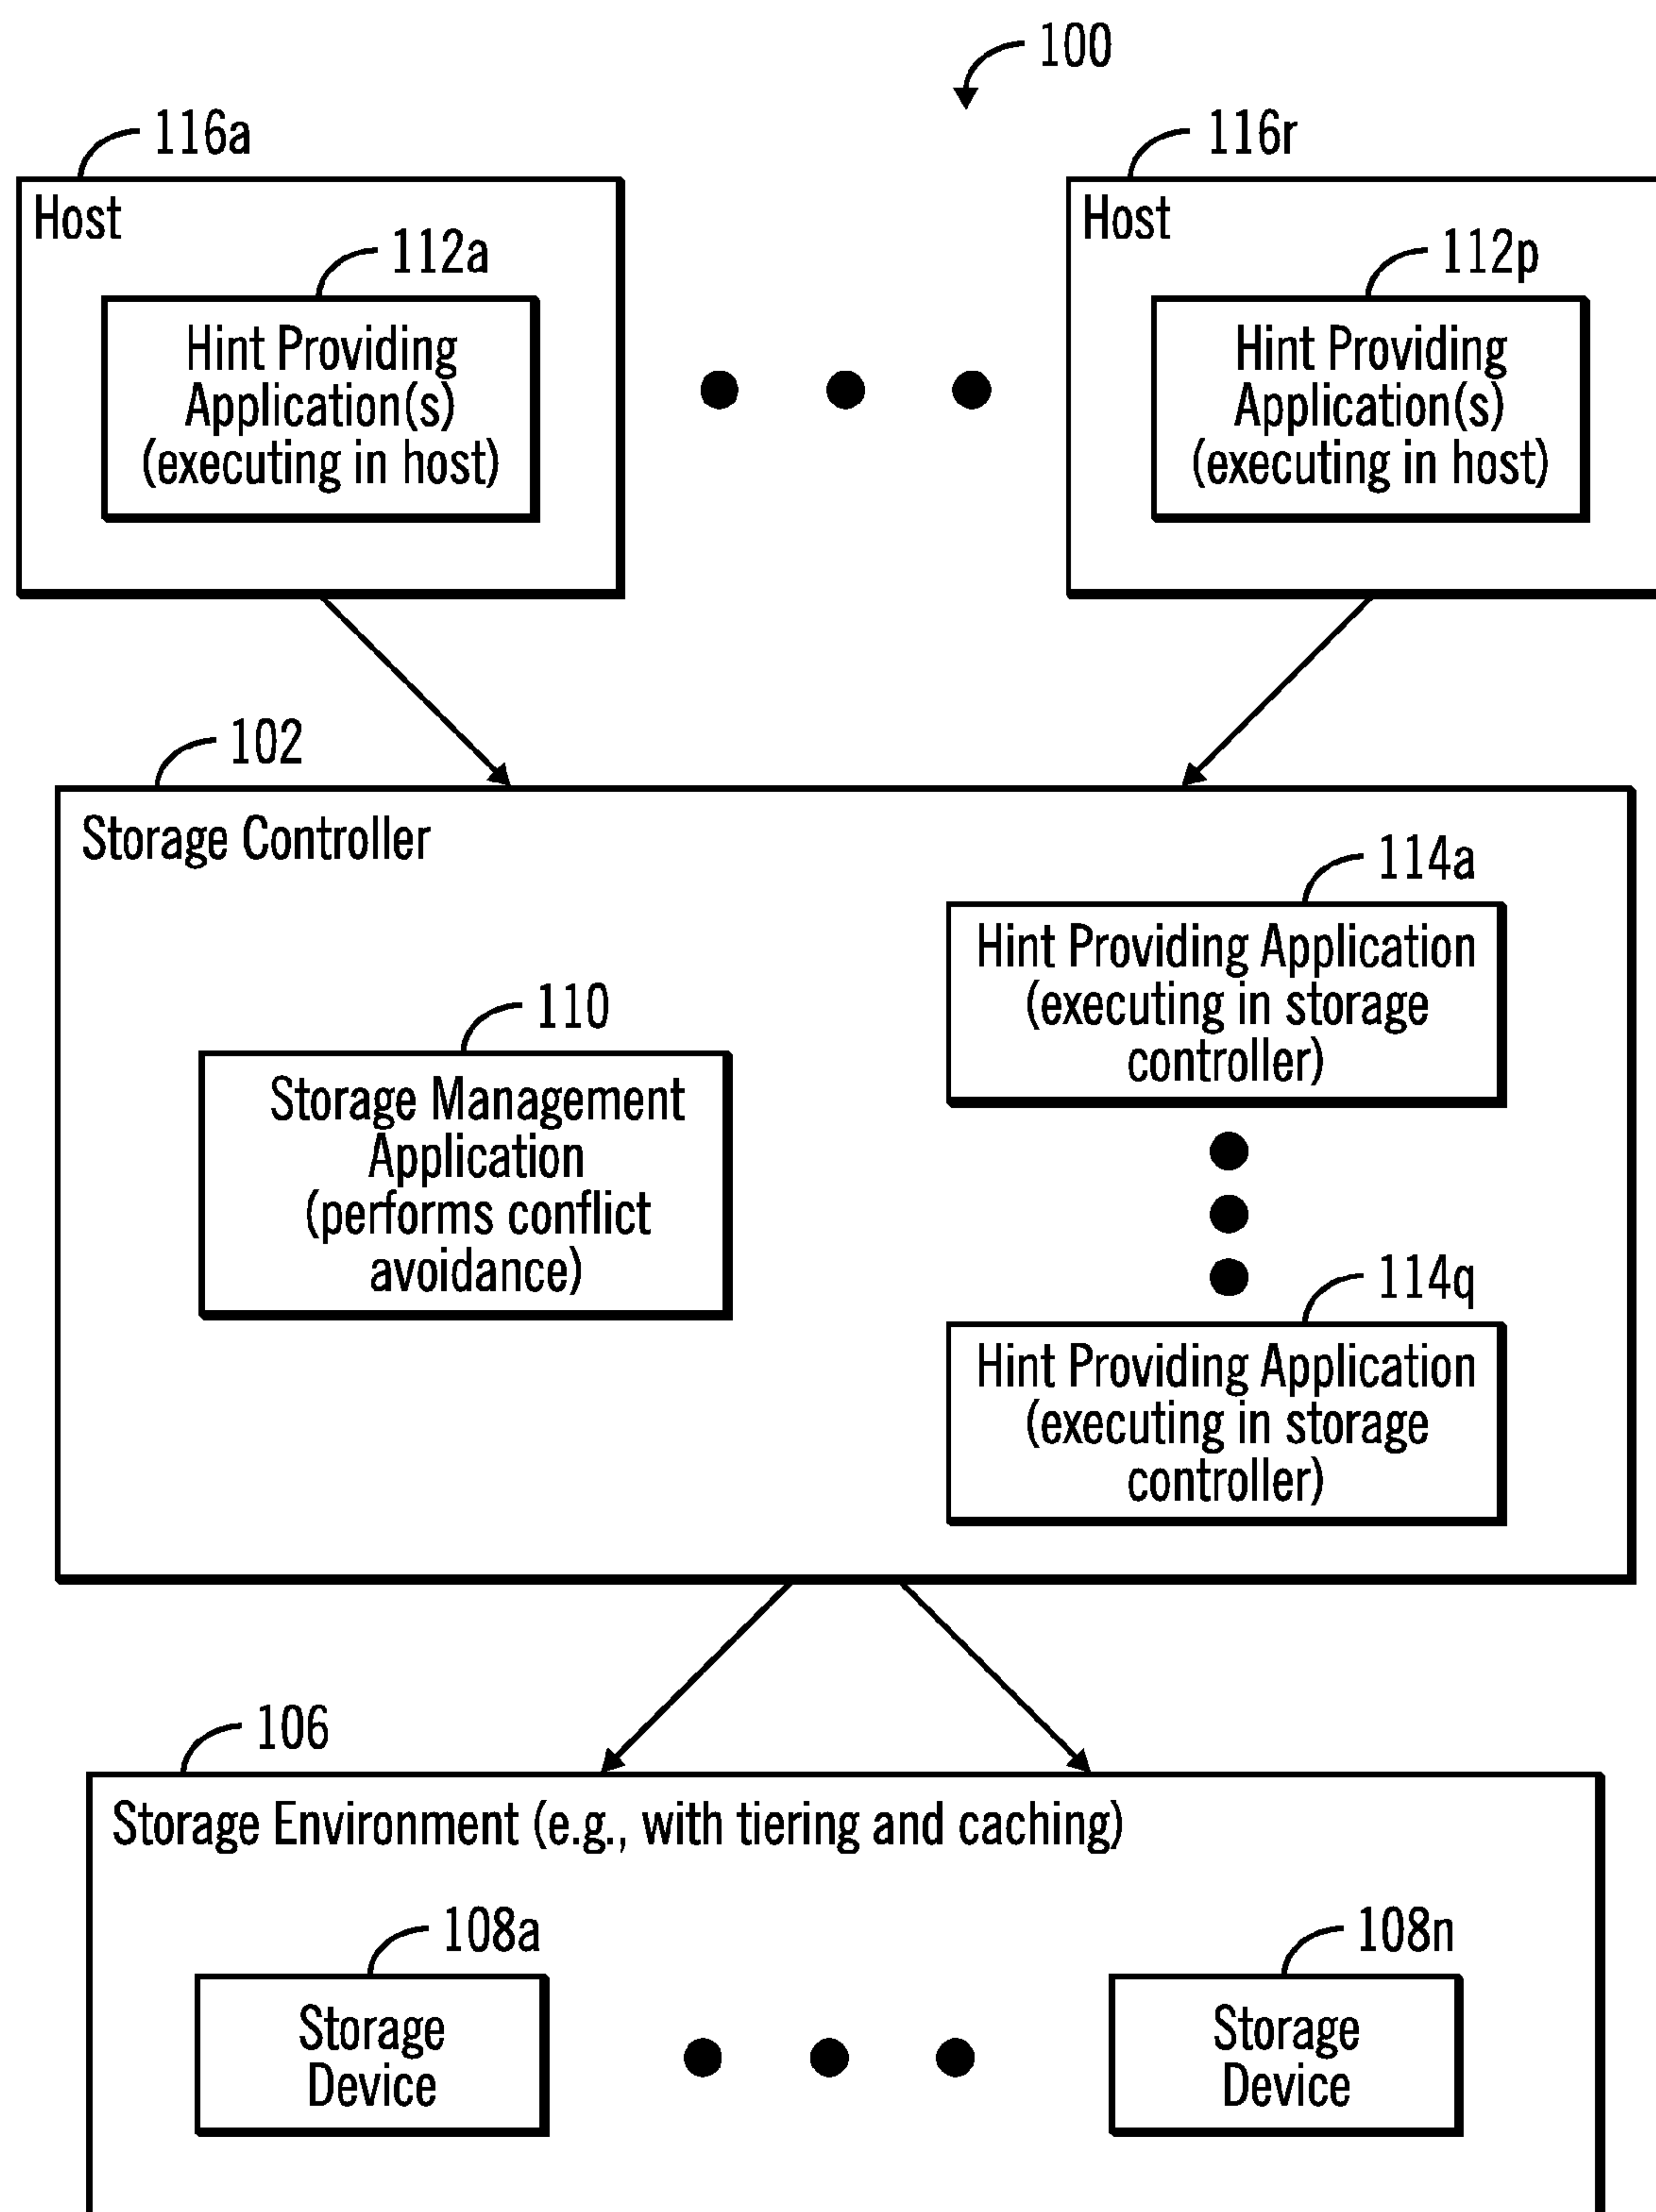 100
116a
116r
Host
Host
112a
112p
Hint Providing
Application(s)
(executing in host)
Hint Providing
Application(s)
(executing in host)
102
Storage Controller
114a
Hint Providing Application
(executing in storage
controller)
110
Storage Management
Application
(performs conflict
avoidance)
114q
Hint Providing Application
(executing in storage
controller)
106
Storage Environment (e.g., with tiering and caching)
108a
108n
Storage
Device
Storage
Device